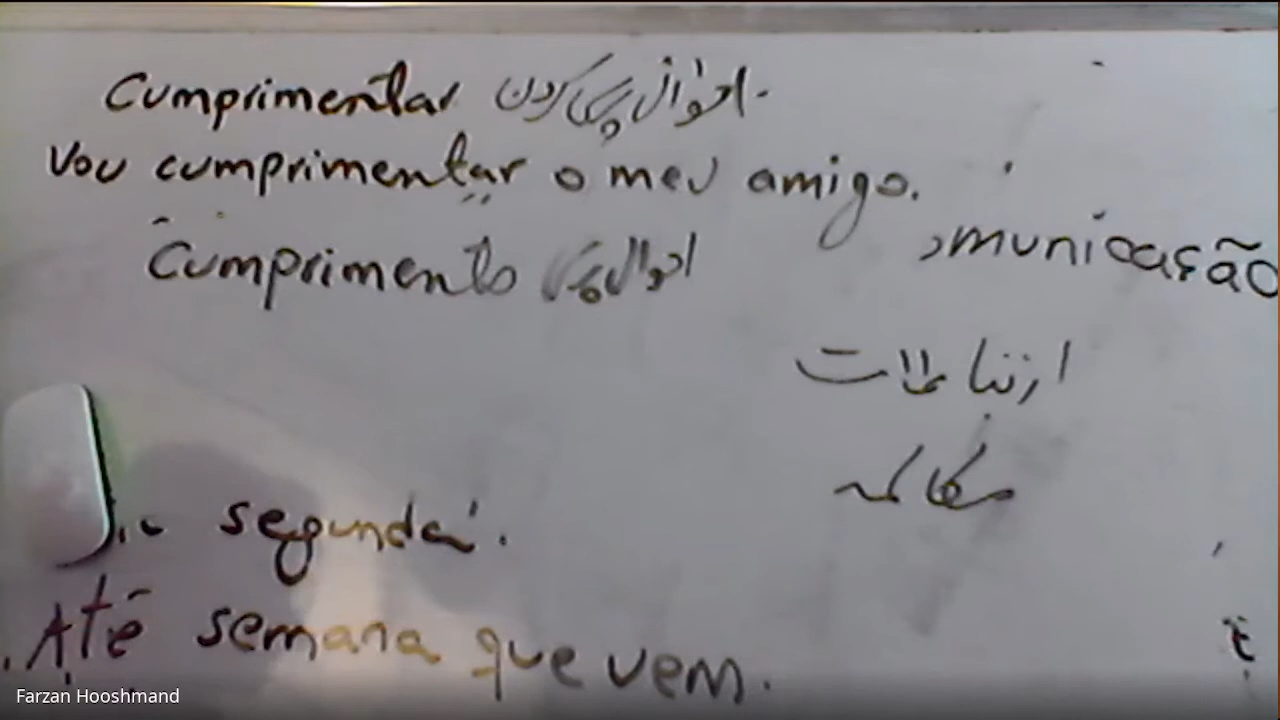 Cumprimentar احوال پرسی کردن.
Vou cumprimentar o meu amigo.
Cumprimento احوال پرسی
omunicação
ارتباطات
مکالمه
segunda.
Até semana que vem.
Farzan Hooshmand